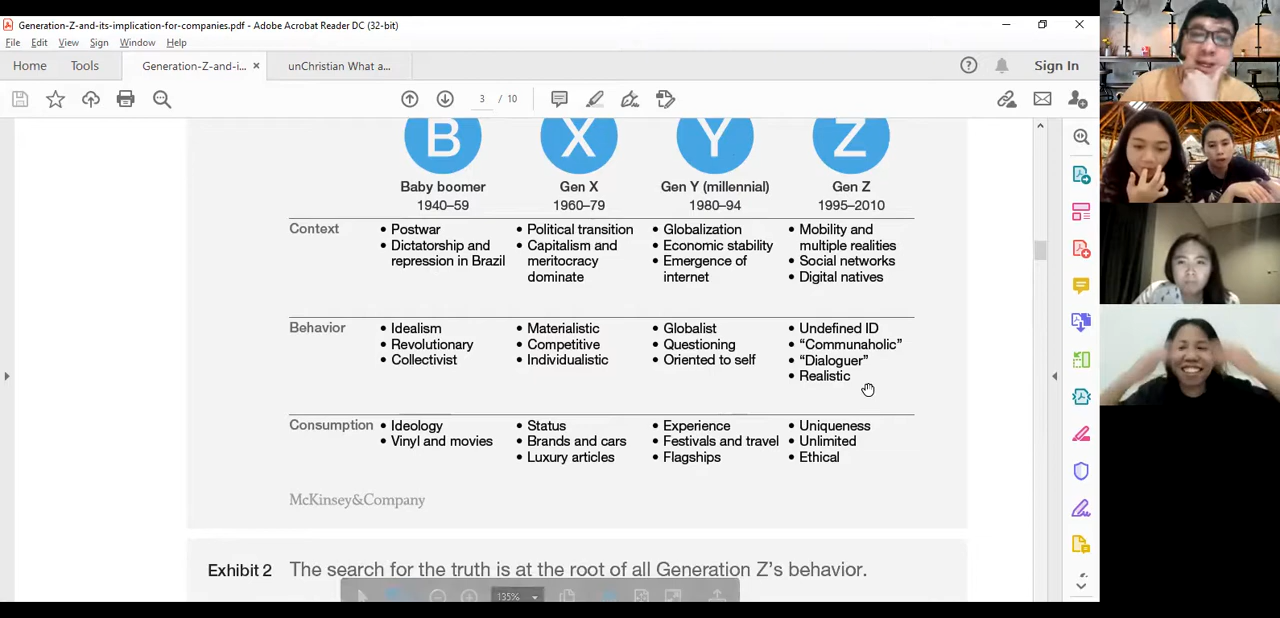 Generation-Z-and-its-implication-for-companies.pdf - Adobe Acrobat Reader DC (32-bit)
File Edit View Sign Window Help
Home Tools Generation-Z-and-i... × unChristian What a... Sign In
3 / 10
B X Y Z
Baby boomer Gen X Gen Y (millennial) Gen Z
1940–59 1960–79 1980–94 1995–2010
Context
• Postwar
• Dictatorship and
repression in Brazil
• Political transition
• Capitalism and
meritocracy
dominate
• Globalization
• Economic stability
• Emergence of
internet
• Mobility and
multiple realities
• Social networks
• Digital natives
Behavior
• Idealism
• Revolutionary
• Collectivist
• Materialistic
• Competitive
• Individualistic
• Globalist
• Questioning
• Oriented to self
• Undefined ID
• “Communaholic”
• “Dialoguer”
• Realistic
Consumption
• Ideology
• Vinyl and movies
• Status
• Brands and cars
• Luxury articles
• Experience
• Festivals and travel
• Flagships
• Uniqueness
• Unlimited
• Ethical
McKinsey&Company
Exhibit 2 The search for the truth is at the root of all Generation Z’s behavior.
135%